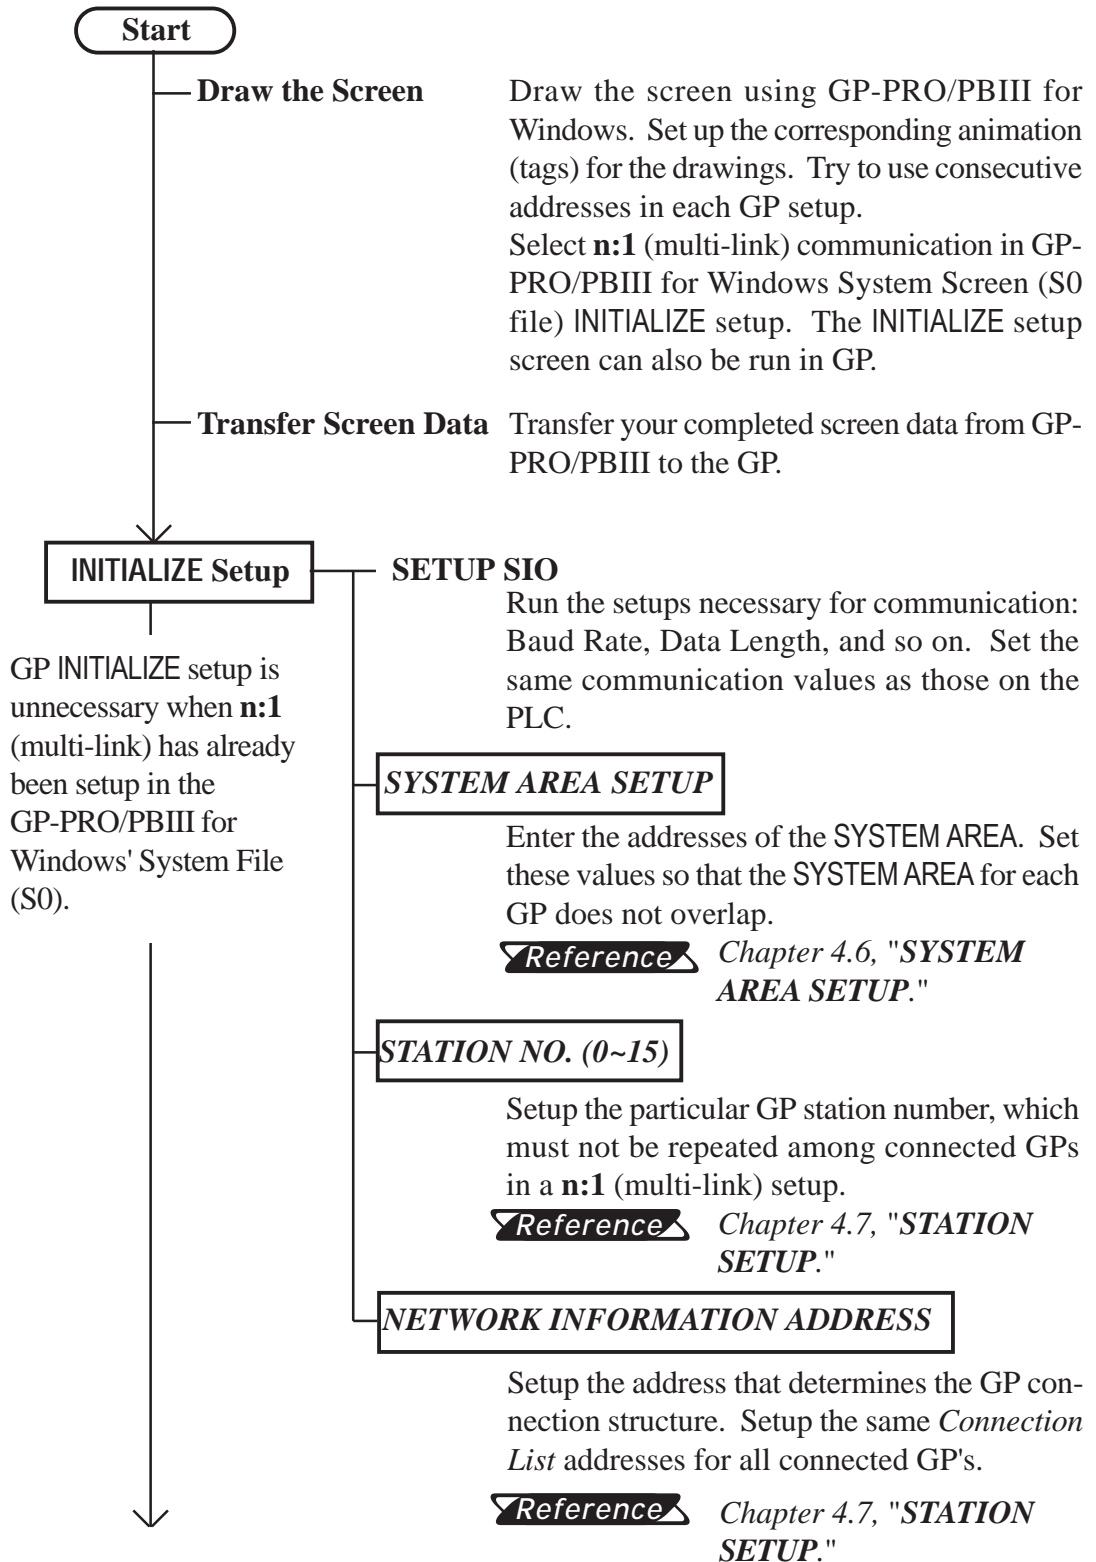 Start
Draw the Screen
Draw the screen using GP-PRO/PBIII for
Windows. Set up the corresponding animation
(tags) for the drawings. Try to use consecutive
addresses in each GP setup.
Select n:1 (multi-link) communication in GP-
PRO/PBIII for Windows System Screen (S0
file) INITIALIZE setup. The INITIALIZE setup
screen can also be run in GP.
Transfer Screen Data
Transfer your completed screen data from GP-
PRO/PBIII to the GP.
INITIALIZE Setup
GP INITIALIZE setup is
unnecessary when n:1
(multi-link) has already
been setup in the
GP-PRO/PBIII for
Windows' System File
(S0).
SETUP SIO
Run the setups necessary for communication:
Baud Rate, Data Length, and so on. Set the
same communication values as those on the
PLC.
SYSTEM AREA SETUP
Enter the addresses of the SYSTEM AREA. Set
these values so that the SYSTEM AREA for each
GP does not overlap.
Reference
Chapter 4.6, "SYSTEM
AREA SETUP."
STATION NO. (0~15)
Setup the particular GP station number, which
must not be repeated among connected GPs
in a n:1 (multi-link) setup.
Reference
Chapter 4.7, "STATION
SETUP."
NETWORK INFORMATION ADDRESS
Setup the address that determines the GP con-
nection structure. Setup the same Connection
List addresses for all connected GP's.
Reference
Chapter 4.7, "STATION
SETUP."